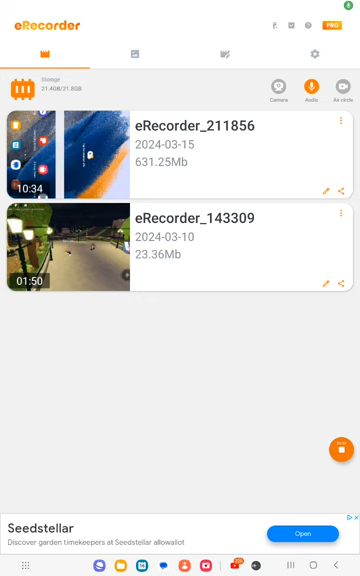 eRecorder
PRO
Storage
21.4GB/21.8GB
Camera
Audio
Air circle
eRecorder_211856
2024-03-15
631.25Mb
10:34
eRecorder_143309
2024-03-10
23.36Mb
01:50
Seedstellar
Discover garden timekeepers at Seedstellar allowaliot
Open